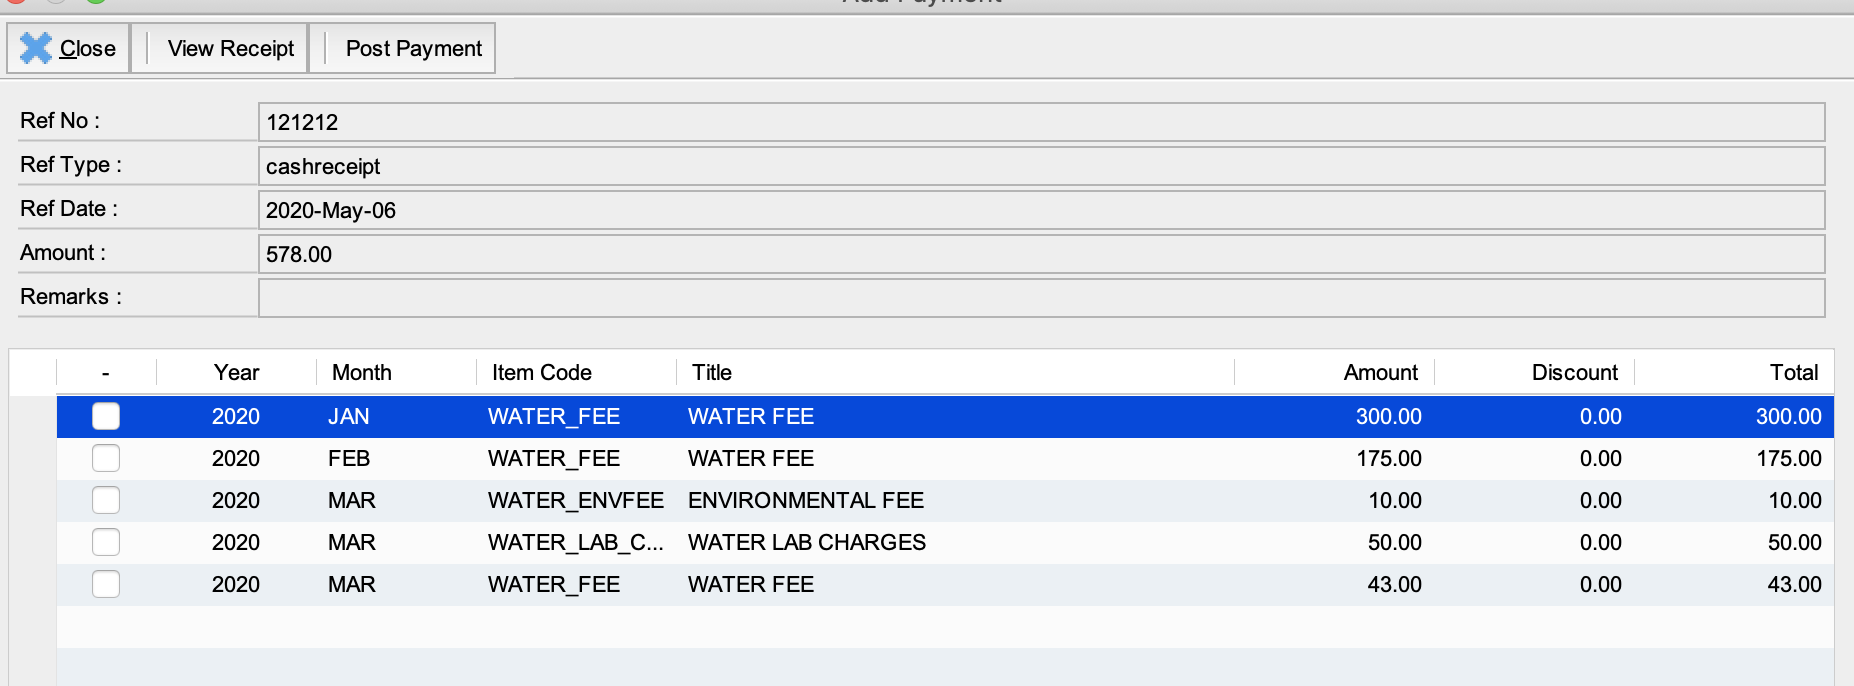 Add Payment
Close View Receipt Post Payment
Ref No : 121212
Ref Type : cashreceipt
Ref Date : 2020-May-06
Amount : 578.00
Remarks :
- Year Month Item Code Title Amount Discount Total
2020 JAN WATER_FEE WATER FEE 300.00 0.00 300.00
2020 FEB WATER_FEE WATER FEE 175.00 0.00 175.00
2020 MAR WATER_ENVFEE ENVIRONMENTAL FEE 10.00 0.00 10.00
2020 MAR WATER_LAB_C... WATER LAB CHARGES 50.00 0.00 50.00
2020 MAR WATER_FEE WATER FEE 43.00 0.00 43.00